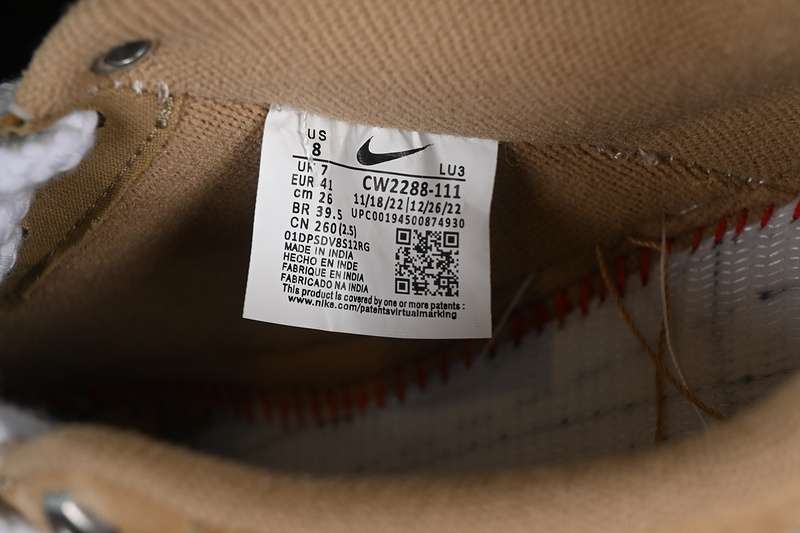 US
8
UK 7
LU3
EUR 41
CW2288-111
cm 26
11/18/22|12/26/22
BR 39.5
UPC00194500874930
CN 260(2.5)
01DPSDV8S12RG
MADE IN INDIA
HECHO EN INDE
FABRIQUE EN INDIA
FABRICADO NA INDIA
This product is covered by one or more patents :
www.nike.com/patentsvirtualmarking